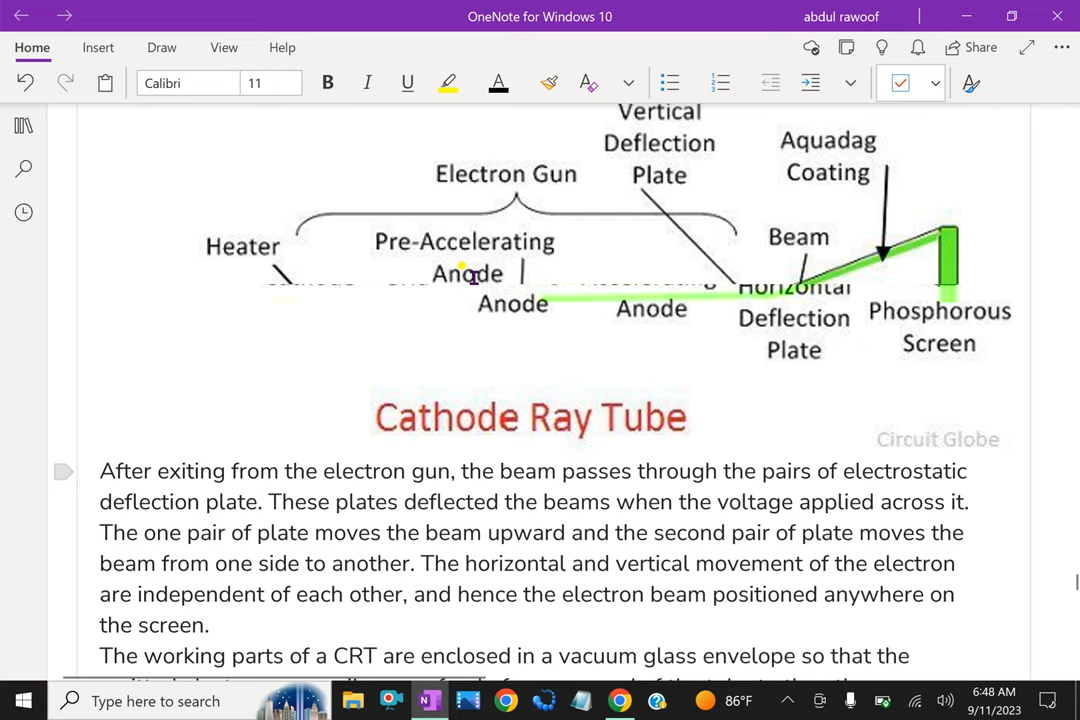 OneNote for Windows 10
abdul rawoof
Home Insert Draw View Help
Share
Calibri 11
Vertical
Deflection
Plate
Aquadag
Coating
Electron Gun
Heater
Pre-Accelerating
Anode
Beam
Anode
Anode
Horizontal
Deflection
Plate
Phosphorous
Screen
Cathode Ray Tube
Circuit Globe
After exiting from the electron gun, the beam passes through the pairs of electrostatic
deflection plate. These plates deflected the beams when the voltage applied across it.
The one pair of plate moves the beam upward and the second pair of plate moves the
beam from one side to another. The horizontal and vertical movement of the electron
are independent of each other, and hence the electron beam positioned anywhere on
the screen.
The working parts of a CRT are enclosed in a vacuum glass envelope so that the
Type here to search
86°F
6:48 AM
9/11/2023